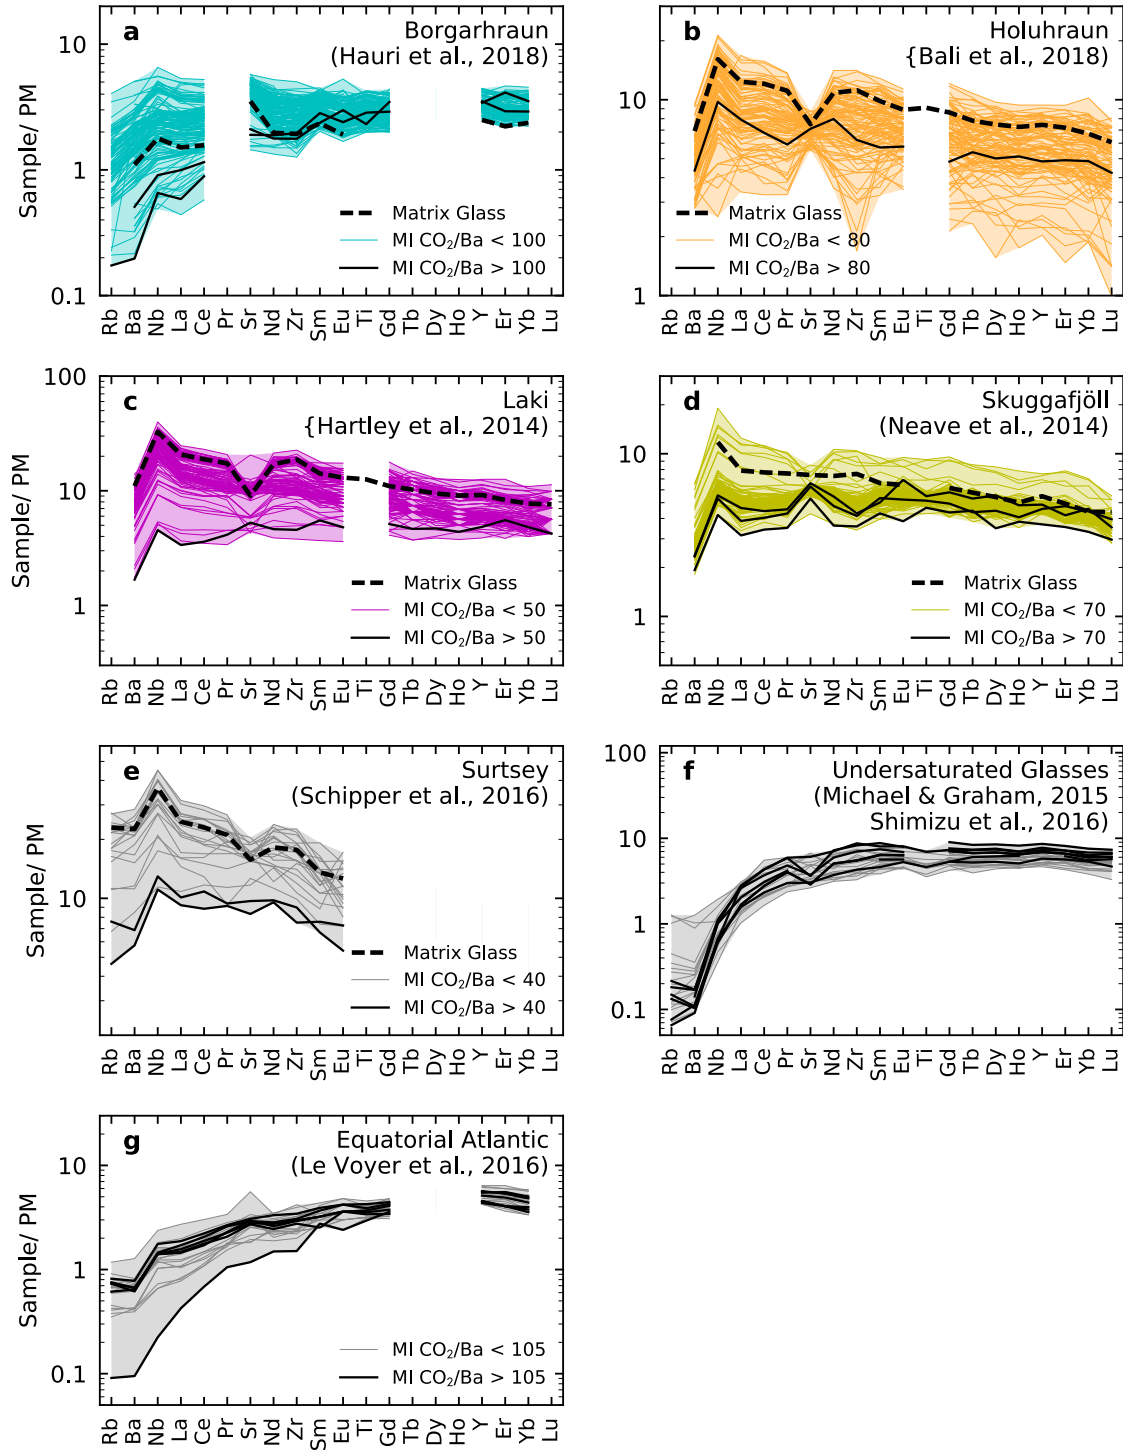 a
Borgarhraun
(Hauri et al., 2018)
Sample/ PM
10
1
0.1
Matrix Glass
MI CO₂/Ba < 100
MI CO₂/Ba > 100
Rb Ba Nb La Ce Pr Sr Nd Zr Sm Eu Ti Gd Tb Dy Ho Y Er Yb Lu
b
Holuhraun
{Bali et al., 2018)
10
1
Matrix Glass
MI CO₂/Ba < 80
MI CO₂/Ba > 80
Rb Ba Nb La Ce Pr Sr Nd Zr Sm Eu Ti Gd Tb Dy Ho Y Er Yb Lu
c
Laki
{Hartley et al., 2014)
Sample/ PM
100
10
1
Matrix Glass
MI CO₂/Ba < 50
MI CO₂/Ba > 50
Rb Ba Nb La Ce Pr Sr Nd Zr Sm Eu Ti Gd Tb Dy Ho Y Er Yb Lu
d
Skuggafjöll
(Neave et al., 2014)
10
1
Matrix Glass
MI CO₂/Ba < 70
MI CO₂/Ba > 70
Rb Ba Nb La Ce Pr Sr Nd Zr Sm Eu Ti Gd Tb Dy Ho Y Er Yb Lu
e
Surtsey
(Schipper et al., 2016)
Sample/ PM
10
Matrix Glass
MI CO₂/Ba < 40
MI CO₂/Ba > 40
Rb Ba Nb La Ce Pr Sr Nd Zr Sm Eu Ti Gd Tb Dy Ho Y Er Yb Lu
f
Undersaturated Glasses
(Michael & Graham, 2015
Shimizu et al., 2016)
100
10
1
0.1
Rb Ba Nb La Ce Pr Sr Nd Zr Sm Eu Ti Gd Tb Dy Ho Y Er Yb Lu
g
Equatorial Atlantic
(Le Voyer et al., 2016)
Sample/ PM
10
1
0.1
MI CO₂/Ba < 105
MI CO₂/Ba > 105
Rb Ba Nb La Ce Pr Sr Nd Zr Sm Eu Ti Gd Tb Dy Ho Y Er Yb Lu